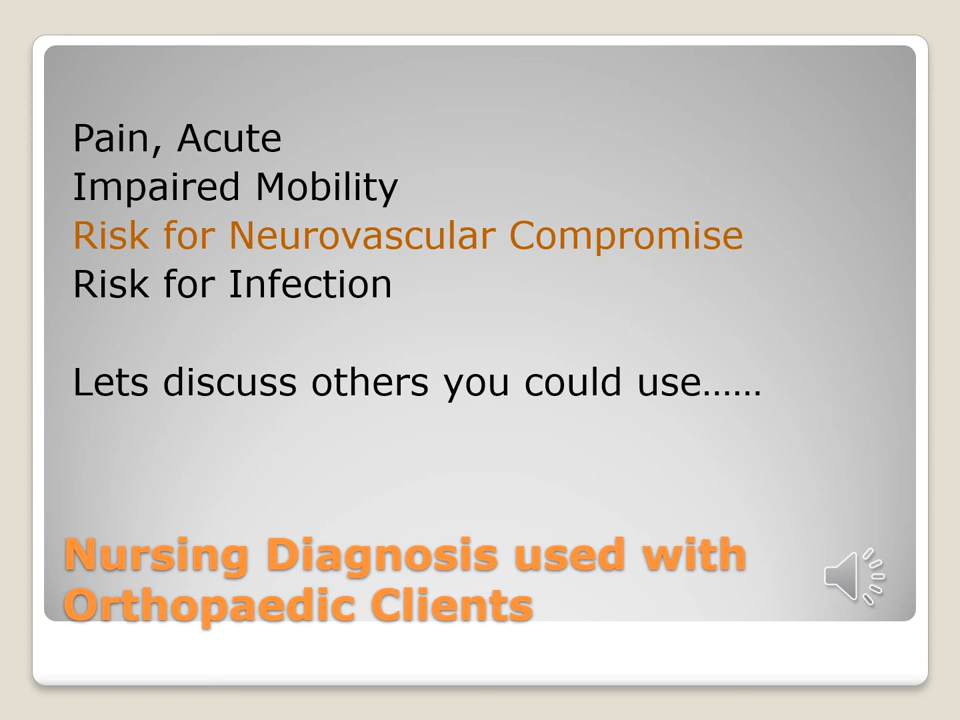 Pain, Acute
Impaired Mobility
Risk for Neurovascular Compromise
Risk for Infection
Lets discuss others you could use……
Nursing Diagnosis used with
Orthopaedic Clients